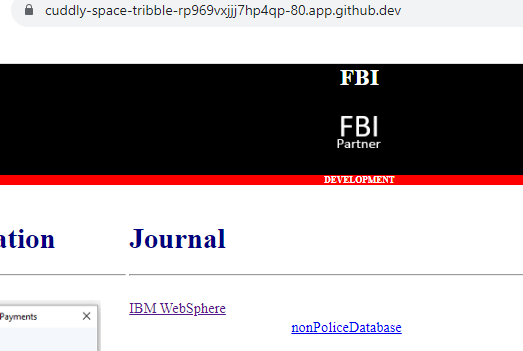 cuddly-space-tribble-rp969vxjjj7hp4qp-80.app.github.dev
FBI
FBI
Partner
DEVELOPMENT
ation
Journal
IBM WebSphere
Payments
nonPoliceDatabase